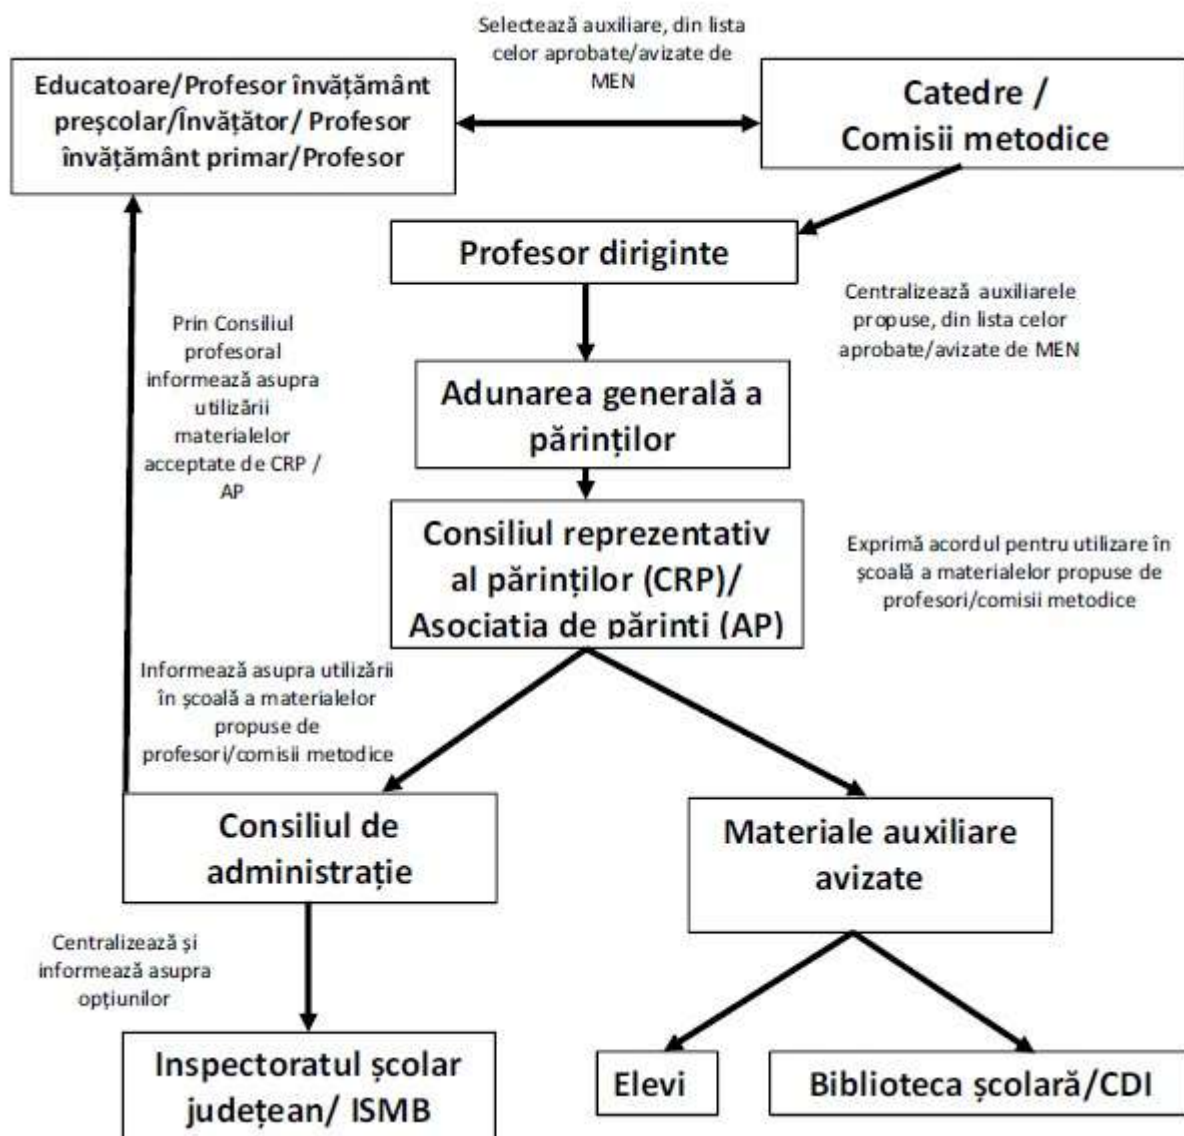 Selectează auxiliare, din lista
celor aprobate/avizate de
MEN
Educatoare/Profesor învățământ
preșcolar/Învățător/ Profesor
învățământ primar/Profesor
Catedre /
Comisii metodice
Profesor diriginte
Centralizează auxiliarele
propuse, din lista celor
aprobate/avizate de MEN
Prin Consiliul
profesoral
informează asupra
utilizării
materialelor
acceptate de CRP /
AP
Adunarea generală a
părinților
Consiliul reprezentativ
al părinților (CRP)/
Asociatia de părinti (AP)
Exprimă acordul pentru utilizare în
școală a materialelor propuse de
profesori/comisii metodice
Informează asupra utilizării
în școală a materialelor
propuse de
profesori/comisii metodice
Consiliul de
administrație
Materiale auxiliare
avizate
Centralizează și
informează asupra
opțiunilor
Inspectoratul școlar
județean/ ISMB
Elevi
Biblioteca școlară/CDI